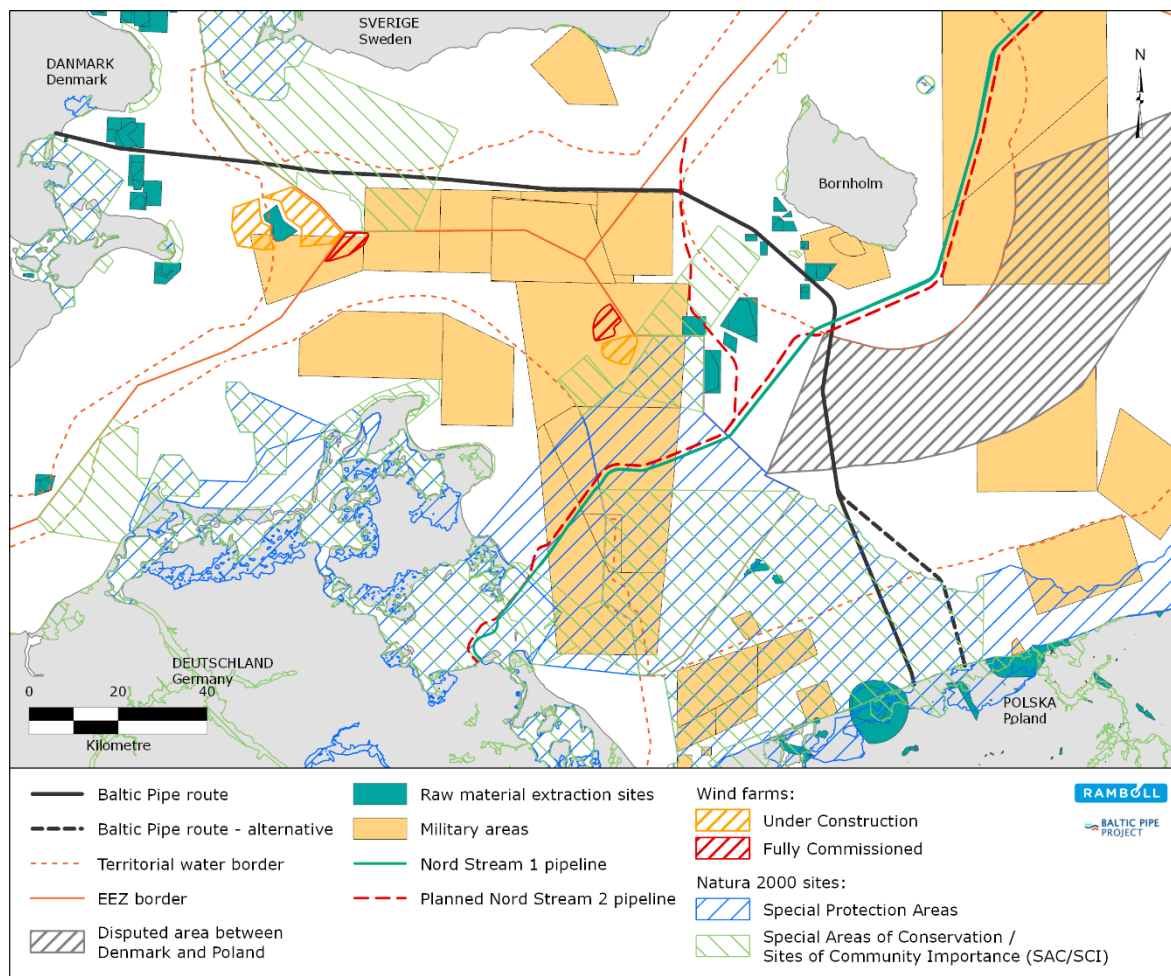 SVERIGE
Sweden
DANMARK
Denmark
N
Bornholm
DEUTSCHLAND
Germany
0 20 40
Kilometre
POLSKA
Poland
Baltic Pipe route
Baltic Pipe route - alternative
Territorial water border
EEZ border
Disputed area between
Denmark and Poland
Raw material extraction sites
Military areas
Nord Stream 1 pipeline
Planned Nord Stream 2 pipeline
Wind farms:
Under Construction
Fully Commissioned
Natura 2000 sites:
Special Protection Areas
Special Areas of Conservation /
Sites of Community Importance (SAC/SCI)
RAMBOLL
BALTIC PIPE
PROJECT